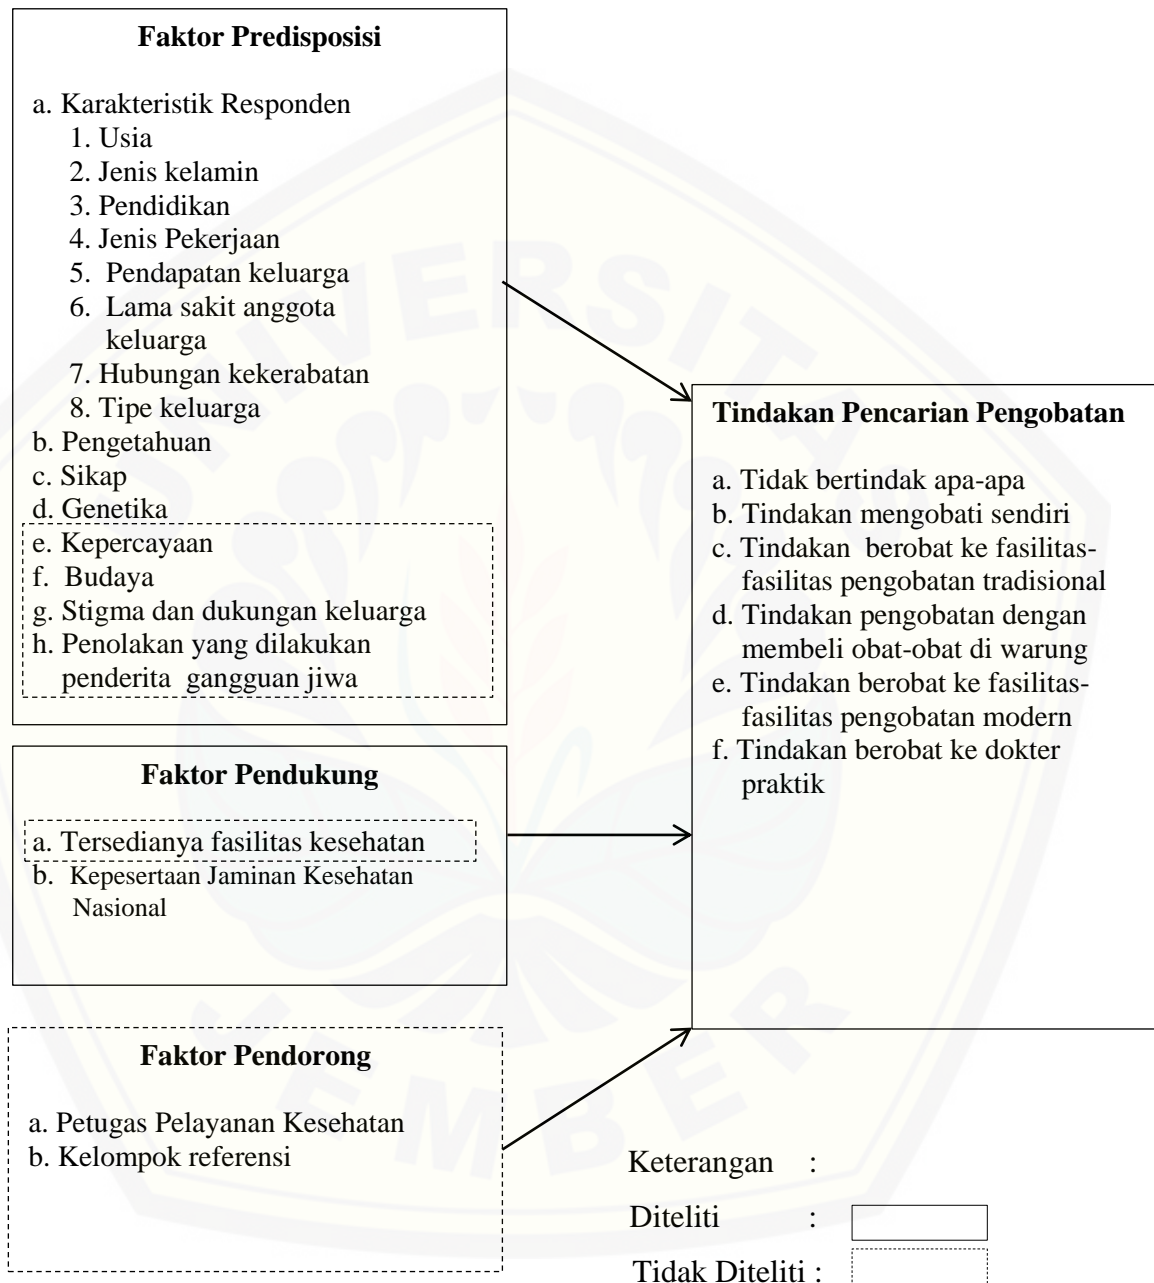 Faktor Predisposisi
a. Karakteristik Responden
1. Usia
2. Jenis kelamin
3. Pendidikan
4. Jenis Pekerjaan
5. Pendapatan keluarga
6. Lama sakit anggota
keluarga
7. Hubungan kekerabatan
8. Tipe keluarga
b. Pengetahuan
c. Sikap
d. Genetika
e. Kepercayaan
f. Budaya
g. Stigma dan dukungan keluarga
h. Penolakan yang dilakukan
penderita gangguan jiwa
Faktor Pendukung
a. Tersedianya fasilitas kesehatan
b. Kepesertaan Jaminan Kesehatan
Nasional
Faktor Pendorong
a. Petugas Pelayanan Kesehatan
b. Kelompok referensi
Tindakan Pencarian Pengobatan
a. Tidak bertindak apa-apa
b. Tindakan mengobati sendiri
c. Tindakan berobat ke fasilitas-
fasilitas pengobatan tradisional
d. Tindakan pengobatan dengan
membeli obat-obat di warung
e. Tindakan berobat ke fasilitas-
fasilitas pengobatan modern
f. Tindakan berobat ke dokter
praktik
Keterangan :
Diteliti :
Tidak Diteliti :
UNIVERSITAS
JEMBER